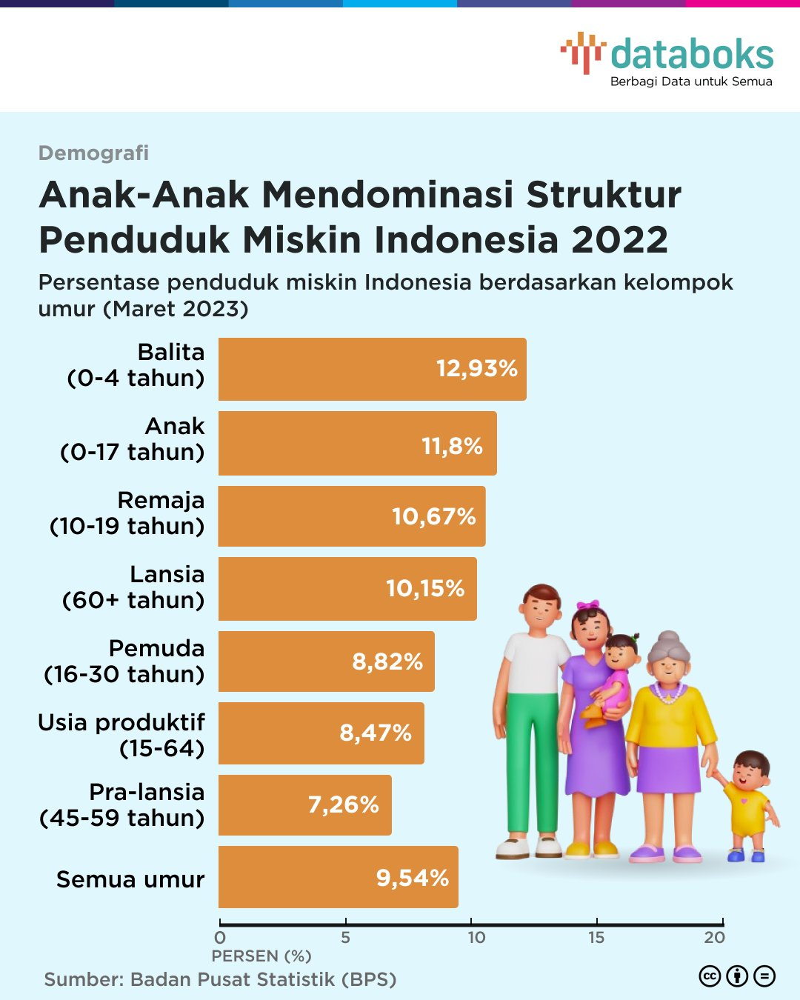 databoks
Berbagi Data untuk Semua
Demografi
Anak-Anak Mendominasi Struktur
Penduduk Miskin Indonesia 2022
Persentase penduduk miskin Indonesia berdasarkan kelompok
umur (Maret 2023)
Balita
(0-4 tahun)
12,93%
Anak
(0-17 tahun)
11,8%
Remaja
(10-19 tahun)
10,67%
Lansia
(60+ tahun)
10,15%
Pemuda
(16-30 tahun)
8,82%
Usia produktif
(15-64)
8,47%
Pra-lansia
(45-59 tahun)
7,26%
Semua umur
9,54%
0 5 10 15 20
PERSEN (%)
Sumber: Badan Pusat Statistik (BPS)
cc